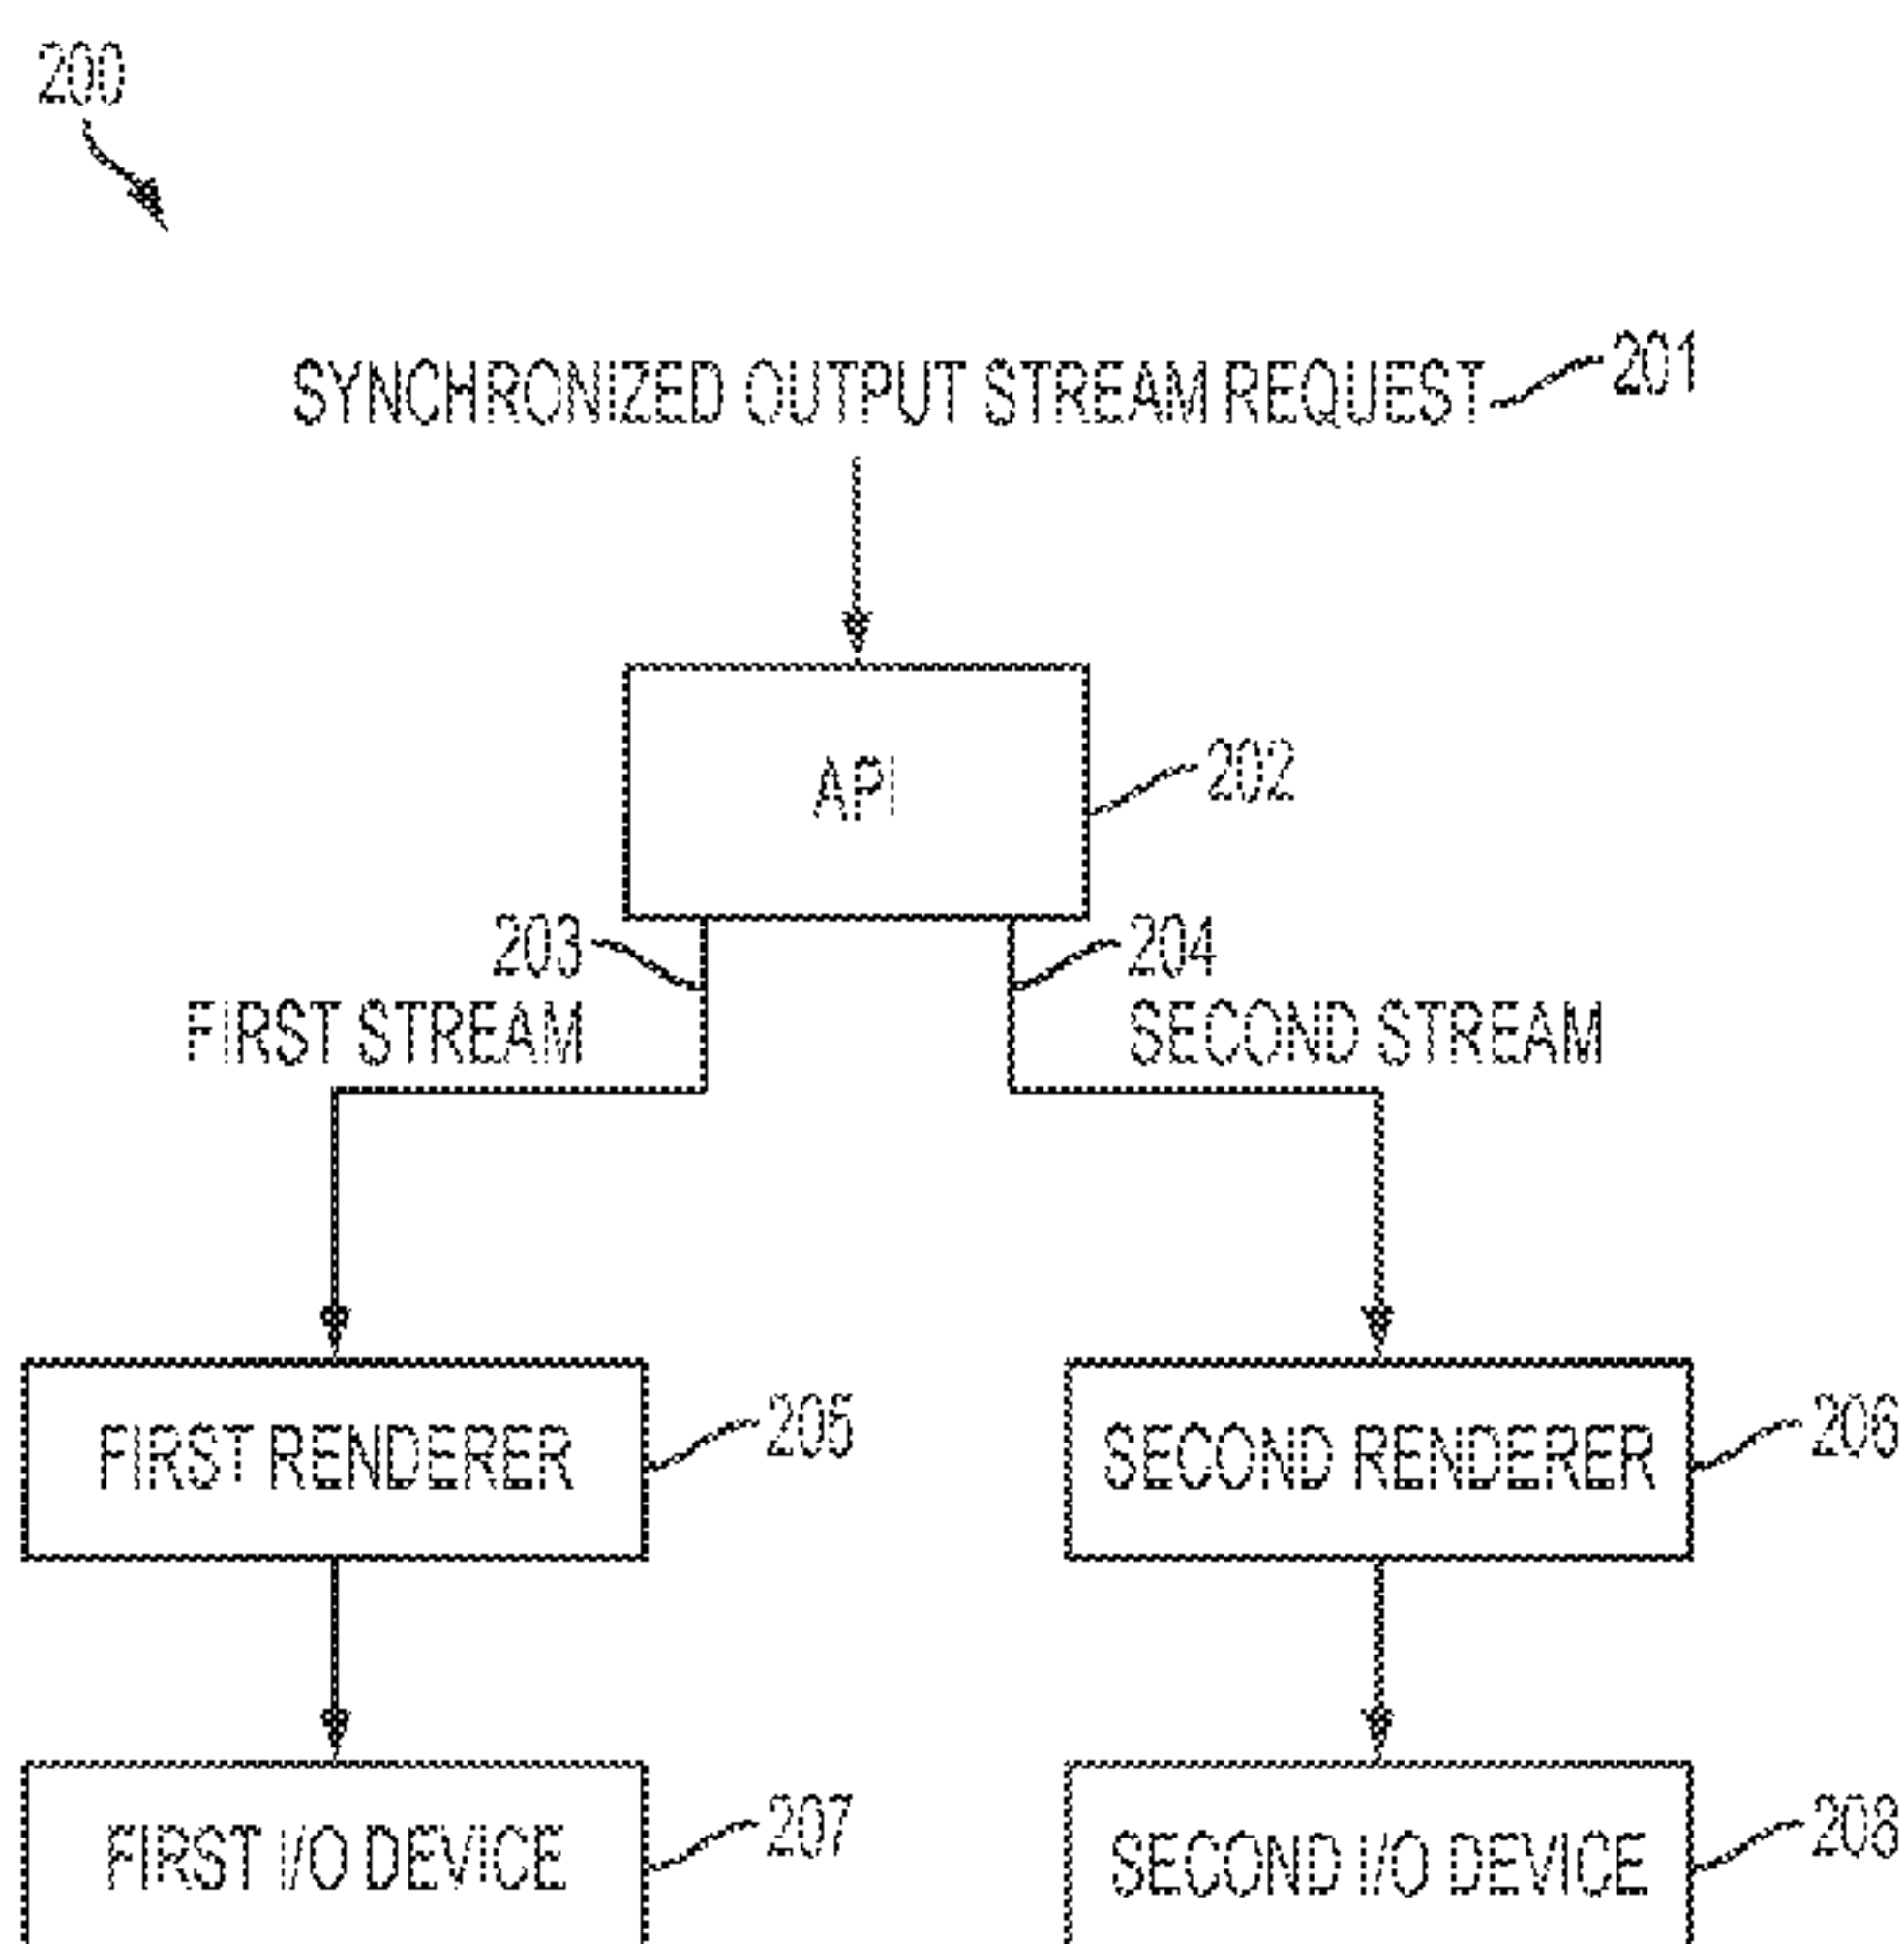 200
SYNCHRONIZED OUTPUT STREAM REQUEST 201
API 202
203 204
FIRST STREAM SECOND STREAM
FIRST RENDERER 205 SECOND RENDERER 206
FIRST I/O DEVICE 207 SECOND I/O DEVICE 208